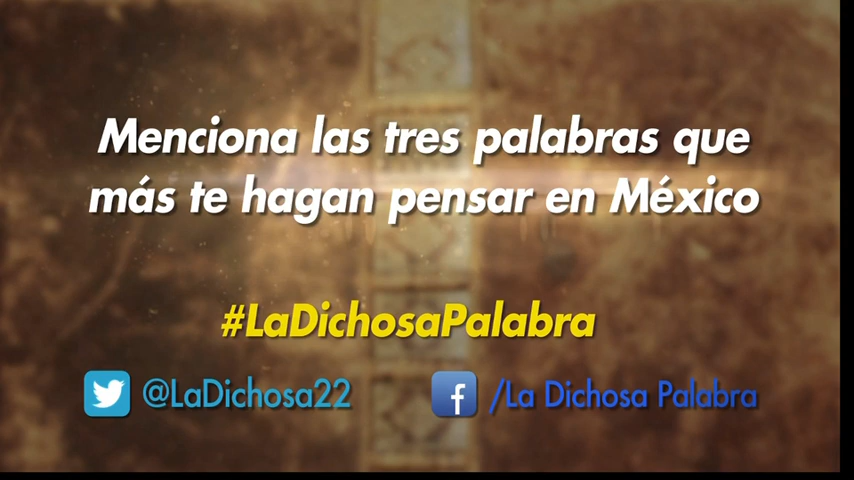 Menciona las tres palabras que
más te hagan pensar en México
#LaDichosaPalabra
@LaDichosa22
/La Dichosa Palabra